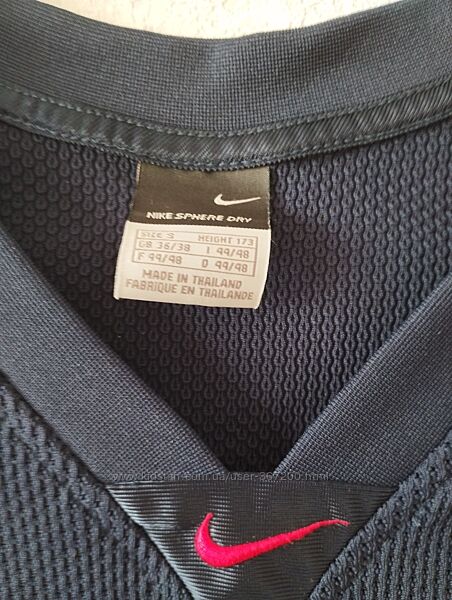 NIKE SPHERE DRY
SIZE S HEIGHT 173
GB 36/38 I 44/48
F 44/48 D 44/48
MADE IN THAILAND
FABRIQUE EN THAILANDE